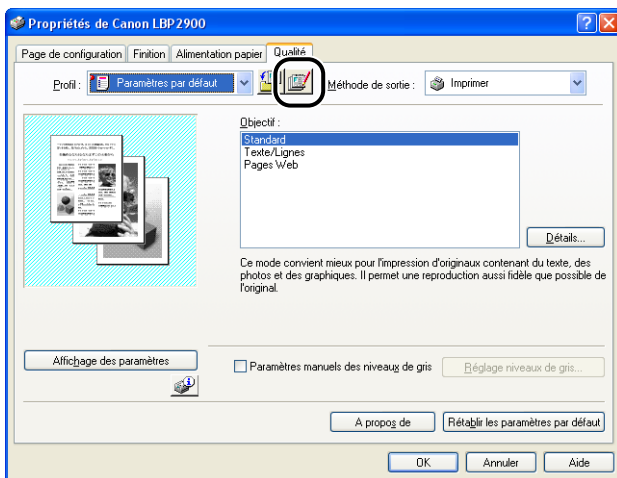 Propriétés de Canon LBP2900
Page de configuration Finition Alimentation papier Qualité
Profil : Paramètres par défaut Méthode de sortie : Imprimer
Objectif :
Standard
Texte/Lignes
Pages Web
Détails...
Ce mode convient mieux pour l'impression d'originaux contenant du texte, des
photos et des graphiques. Il permet une reproduction aussi fidèle que possible de
l'original.
Affichage des paramètres
Paramètres manuels des niveaux de gris Réglage niveaux de gris...
A propos de Rétablir les paramètres par défaut
OK Annuler Aide